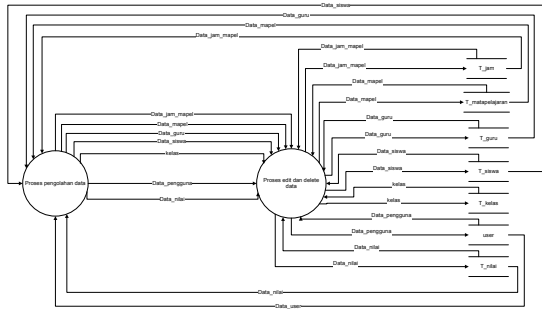 Data_siswa
Data_guru
Data_mapel
Data_jam_mapel
Data_jam_mapel
Data_jam_mapel
T_jam
Data_mapel
Data_mapel
T_matapelajaran
Data_jam_mapel
Data_mapel
Data_guru
Data_siswa
kelas
Data_guru
Data_guru
T_guru
Data_siswa
Data_siswa
T_siswa
Proses pengolahan data
Data_pengguna
Data_nilai
Proses edit dan delete
data
kelas
kelas
T_kelas
Data_pengguna
Data_pengguna
user
Data_nilai
Data_nilai
T_nilai
Data_nilai
Data_user